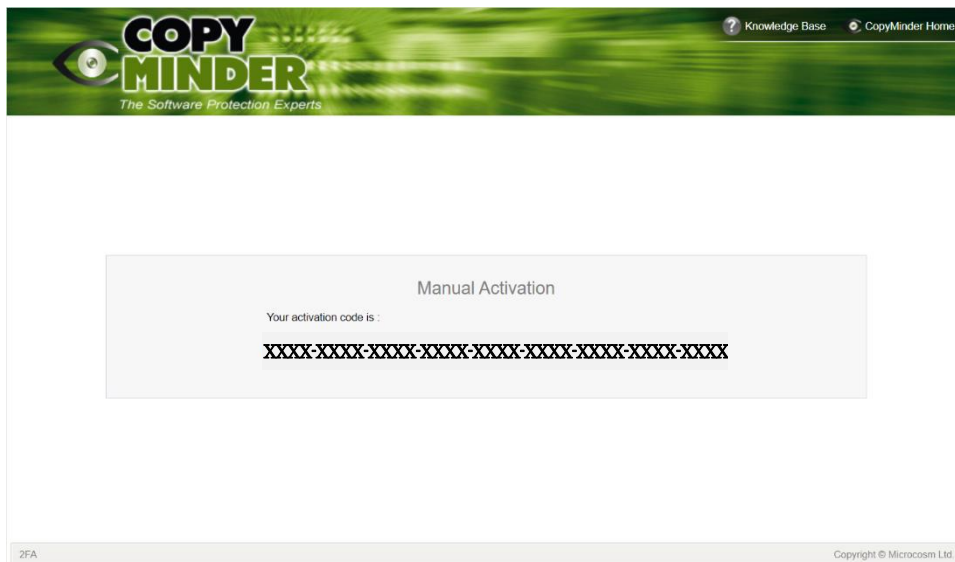 COPY
MINDER
The Software Protection Experts
? Knowledge Base CopyMinder Home
Manual Activation
Your activation code is :
XXXX-XXXX-XXXX-XXXX-XXXX-XXXX-XXXX-XXXX-XXXX
2FA
Copyright © Microcosm Ltd.